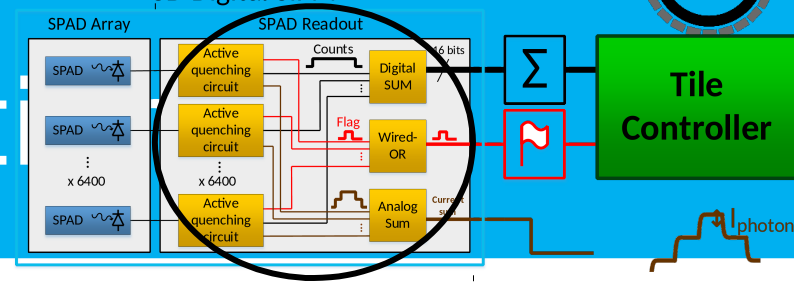 SPAD Array
SPAD Readout
SPAD
SPAD
x 6400
SPAD
Active
quenching
circuit
Active
quenching
circuit
x 6400
Active
quenching
circuit
Counts
Flag
Digital
SUM
Wired-
OR
Analog
Sum
16 bits
Current
sum
Σ
Tile
Controller
Iphoton